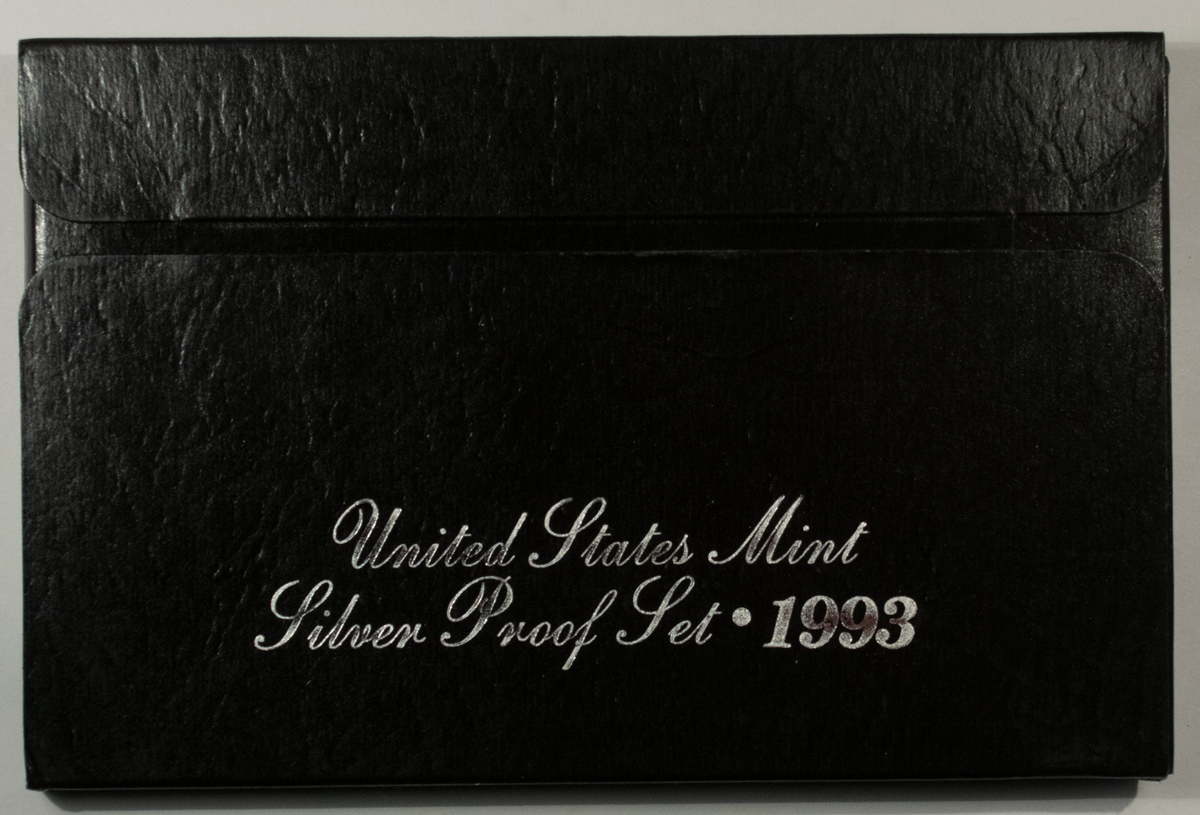 United States Mint
Silver Proof Set • 1993